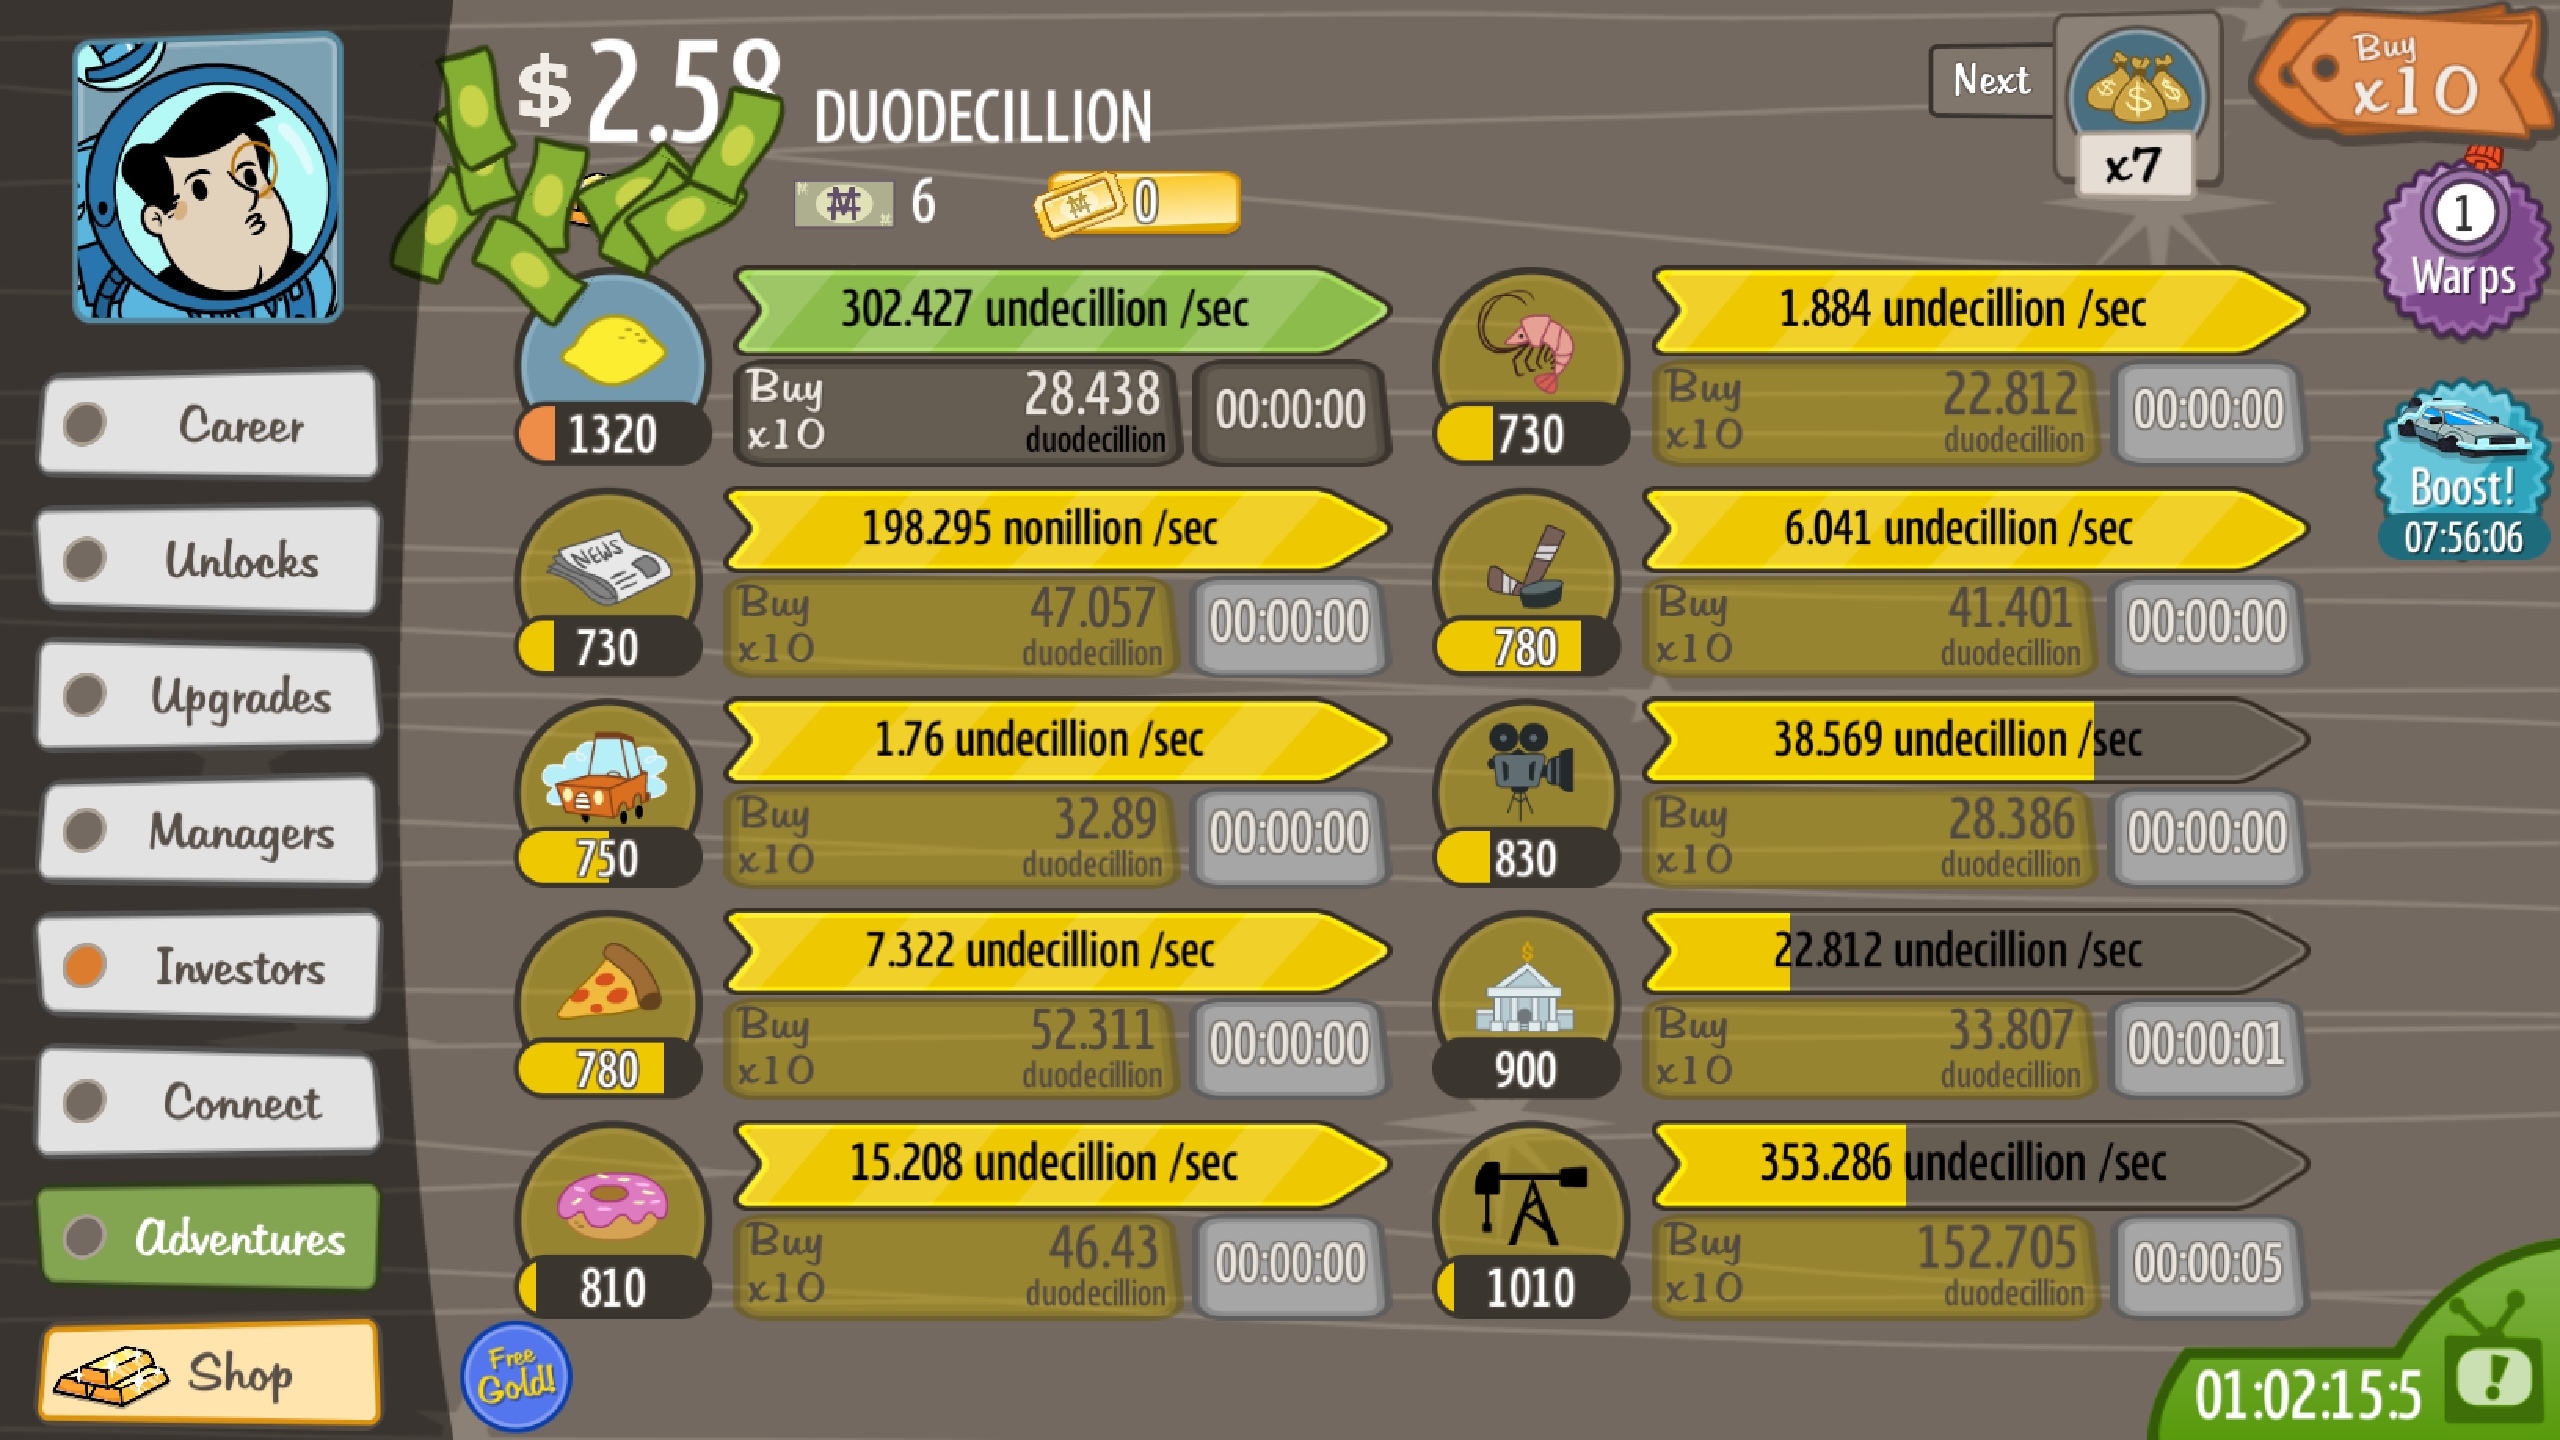 $2.58 DUODECILLION
6
0
Next
x7
Buy
x10
1
Warps
Boost!
07:56:06
Career
Unlocks
Upgrades
Managers
Investors
Connect
Adventures
Shop
302.427 undecillion /sec
Buy
x10
28.438
duodecillion
00:00:00
1320
NEWS
198.295 nonillion /sec
Buy
x10
47.057
duodecillion
00:00:00
730
1.76 undecillion /sec
Buy
x10
32.89
duodecillion
00:00:00
750
7.322 undecillion /sec
Buy
x10
52.311
duodecillion
00:00:00
780
15.208 undecillion /sec
Buy
x10
46.43
duodecillion
00:00:00
810
1.884 undecillion /sec
Buy
x10
22.812
duodecillion
00:00:00
730
6.041 undecillion /sec
Buy
x10
41.401
duodecillion
00:00:00
780
38.569 undecillion /sec
Buy
x10
28.386
duodecillion
00:00:00
830
22.812 undecillion /sec
Buy
x10
33.807
duodecillion
00:00:01
900
353.286 undecillion /sec
Buy
x10
152.705
duodecillion
00:00:05
1010
Free
Gold!
01:02:15:5